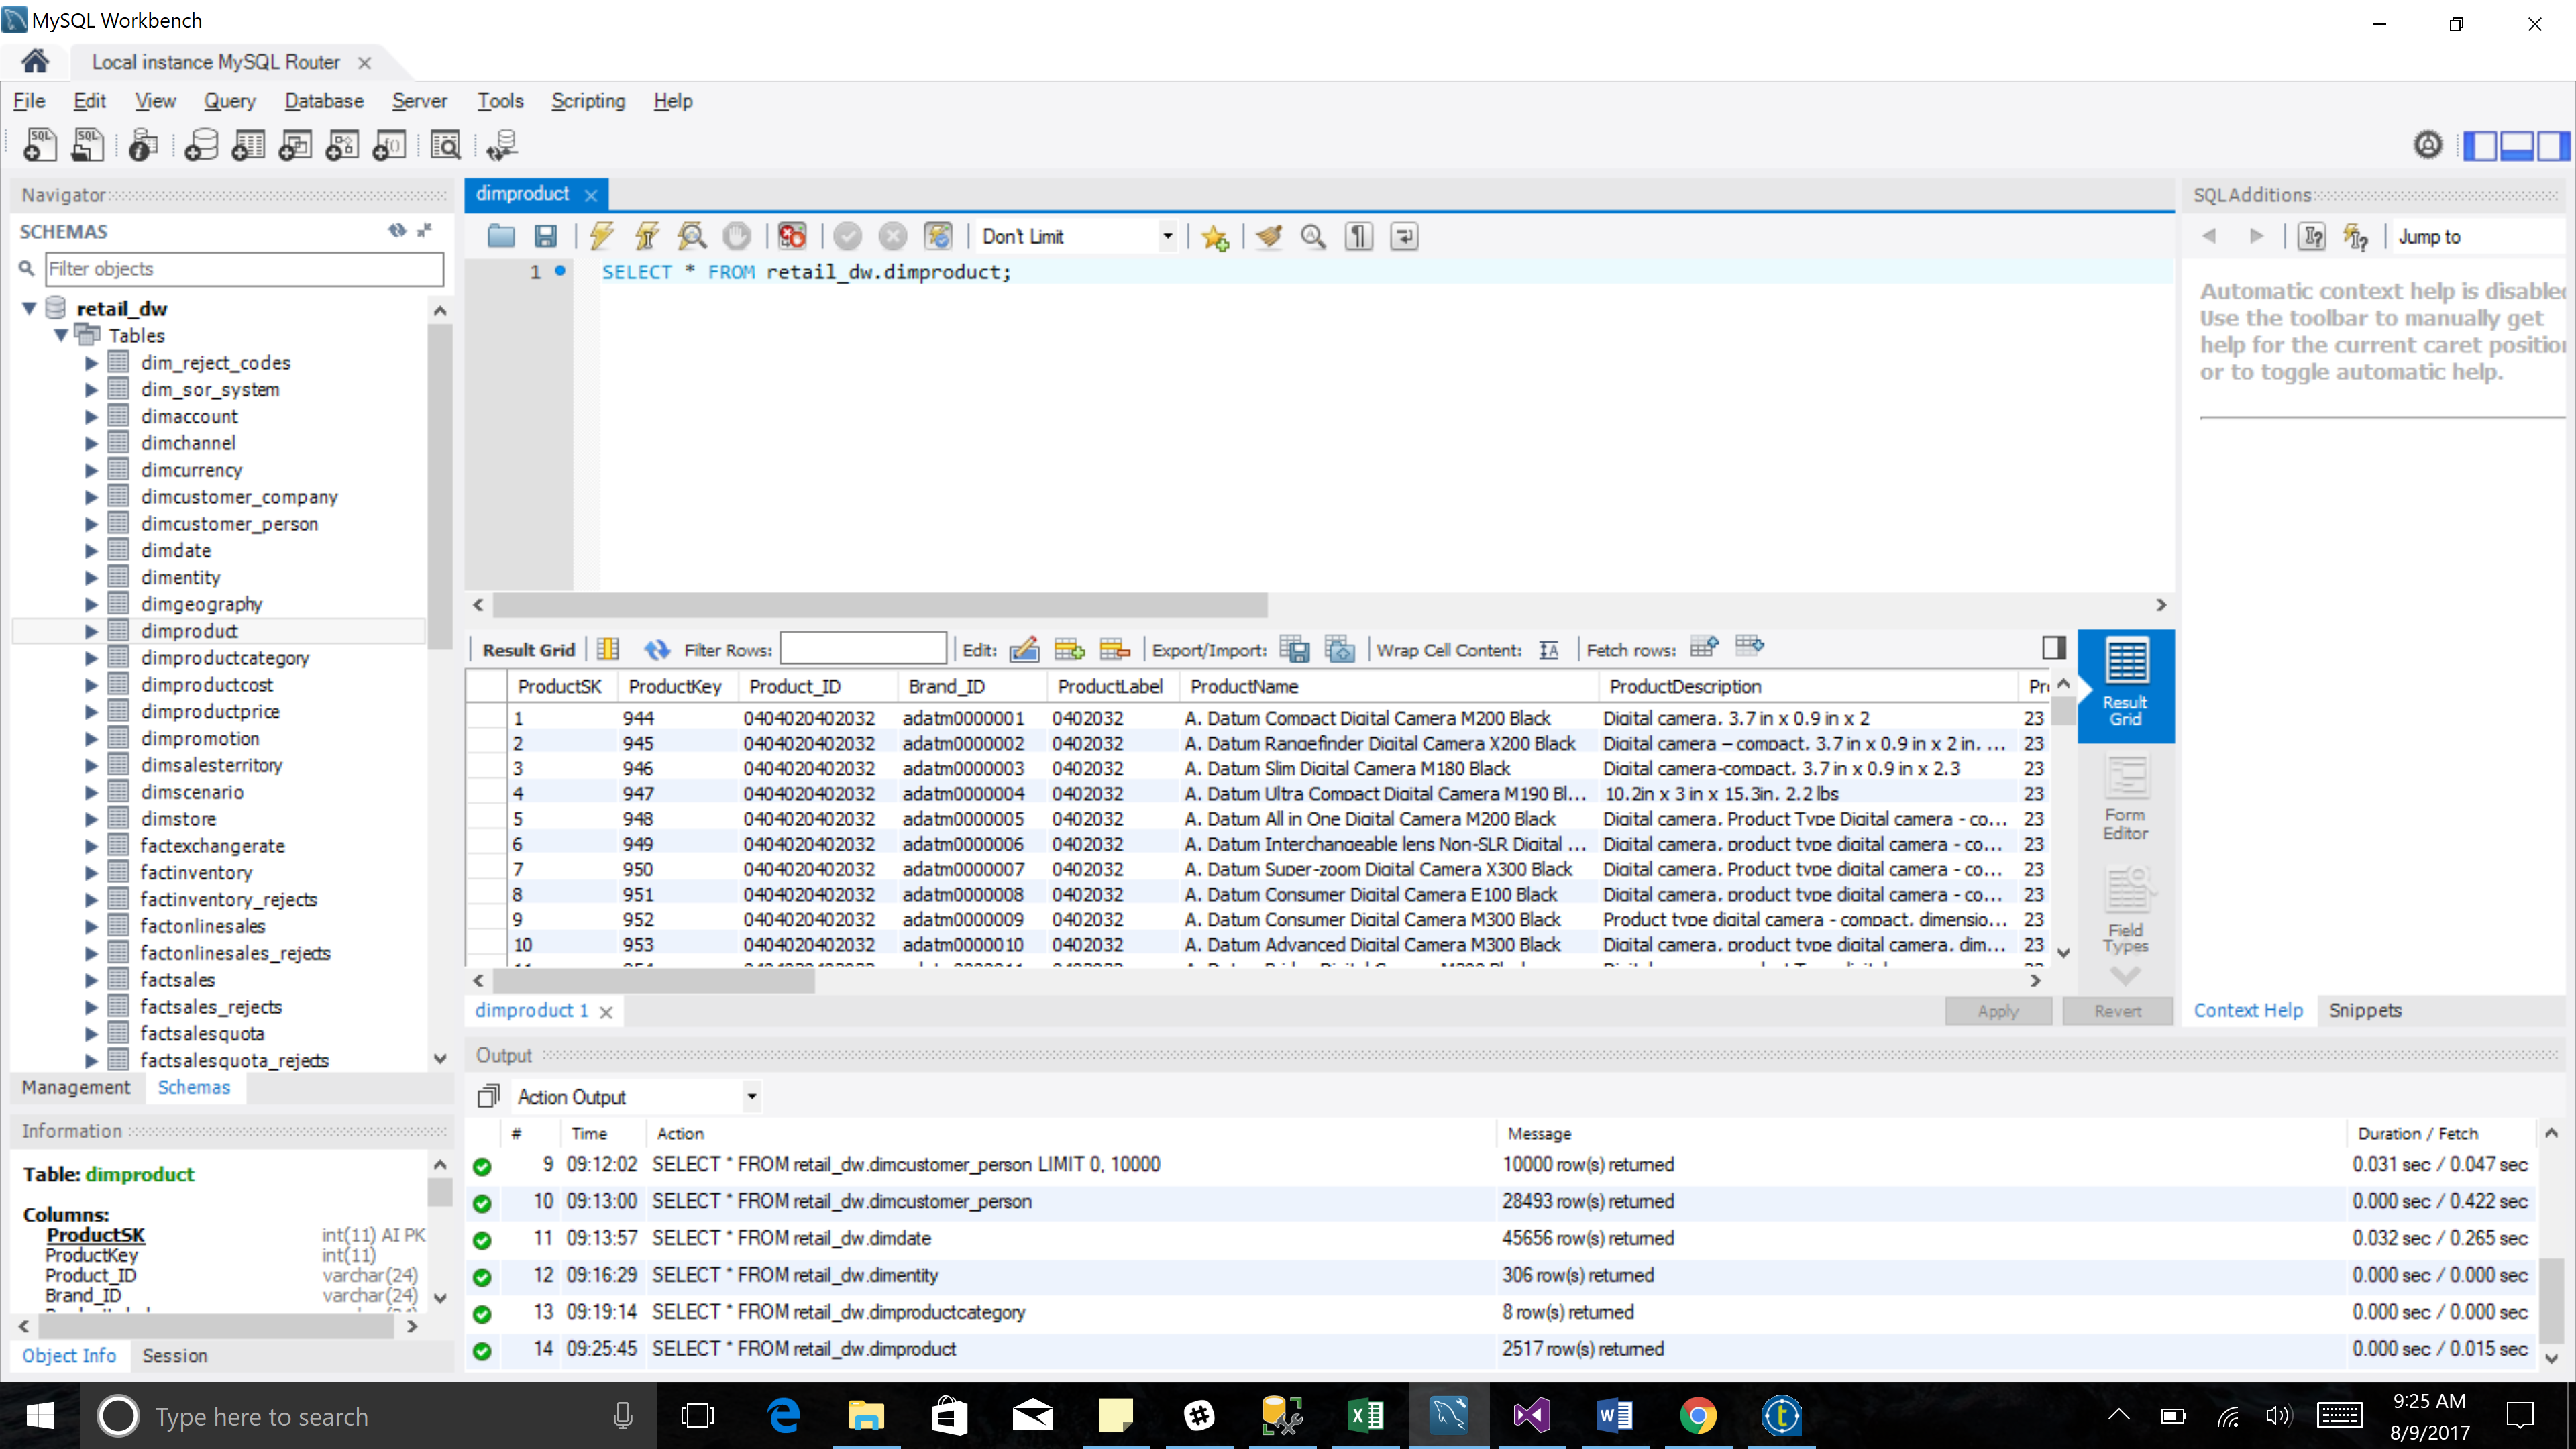 MySQL Workbench
Local instance MySQL Router
File Edit View Query Database Server Tools Scripting Help
Navigator
SCHEMAS
Filter objects
retail_dw
Tables
dim_reject_codes
dim_sor_system
dimaccount
dimchannel
dimcurrency
dimcustomer_company
dimcustomer_person
dimdate
dimentity
dimgeography
dimproduct
dimproductcategory
dimproductcost
dimproductprice
dimpromotion
dimsalesterritory
dimscenario
dimstore
factexchangerate
factinventory
factinventory_rejects
factonlinesales
factonlinesales_rejects
factsales
factsales_rejects
factsalesquota
factsalesquota_rejects
Management Schemas
Information
Table: dimproduct
Columns:
ProductSK int(11) AI PK
ProductKey int(11)
Product_ID varchar(24)
Brand_ID varchar(24)
Object Info Session
dimproduct
Don't Limit
1 SELECT * FROM retail_dw.dimproduct;
Result Grid Filter Rows: Edit: Export/Import: Wrap Cell Content: Fetch rows:
ProductSK ProductKey Product_ID Brand_ID ProductLabel ProductName ProductDescription
1 944 0404020402032 adatm0000001 0402032 A. Datum Compact Digital Camera M200 Black Digital camera, 3.7 in x 0.9 in x 2 23
2 945 0404020402032 adatm0000002 0402032 A. Datum Rangefinder Digital Camera X200 Black Digital camera – compact, 3.7 in x 0.9 in x 2 in, ... 23
3 946 0404020402032 adatm0000003 0402032 A. Datum Slim Digital Camera M180 Black Digital camera-compact, 3.7 in x 0.9 in x 2.3 23
4 947 0404020402032 adatm0000004 0402032 A. Datum Ultra Compact Digital Camera M190 Bl... 10.2in x 3 in x 15.3in, 2.2 lbs 23
5 948 0404020402032 adatm0000005 0402032 A. Datum All in One Digital Camera M200 Black Digital camera, Product Type Digital camera - co... 23
6 949 0404020402032 adatm0000006 0402032 A. Datum Interchangeable lens Non-SLR Digital ... Digital camera, product type digital camera - co... 23
7 950 0404020402032 adatm0000007 0402032 A. Datum Super-zoom Digital Camera X300 Black Digital camera, Product type digital camera - co... 23
8 951 0404020402032 adatm0000008 0402032 A. Datum Consumer Digital Camera E100 Black Digital camera, product type digital camera - co... 23
9 952 0404020402032 adatm0000009 0402032 A. Datum Consumer Digital Camera M300 Black Product type digital camera - compact, dimensio... 23
10 953 0404020402032 adatm0000010 0402032 A. Datum Advanced Digital Camera M300 Black Digital camera, product type digital camera, dim... 23
Result
Grid
Form
Editor
Field
Types
dimproduct 1
Apply Revert
SQLAdditions
Jump to
Automatic context help is disabled
Use the toolbar to manually get
help for the current caret position
or to toggle automatic help.
Context Help Snippets
Output
Action Output
# Time Action Message Duration / Fetch
9 09:12:02 SELECT * FROM retail_dw.dimcustomer_person LIMIT 0, 10000 10000 row(s) returned 0.031 sec / 0.047 sec
10 09:13:00 SELECT * FROM retail_dw.dimcustomer_person 28493 row(s) returned 0.000 sec / 0.422 sec
11 09:13:57 SELECT * FROM retail_dw.dimdate 45656 row(s) returned 0.032 sec / 0.265 sec
12 09:16:29 SELECT * FROM retail_dw.dimentity 306 row(s) returned 0.000 sec / 0.000 sec
13 09:19:14 SELECT * FROM retail_dw.dimproductcategory 8 row(s) returned 0.000 sec / 0.000 sec
14 09:25:45 SELECT * FROM retail_dw.dimproduct 2517 row(s) returned 0.000 sec / 0.015 sec
Type here to search
9:25 AM
8/9/2017